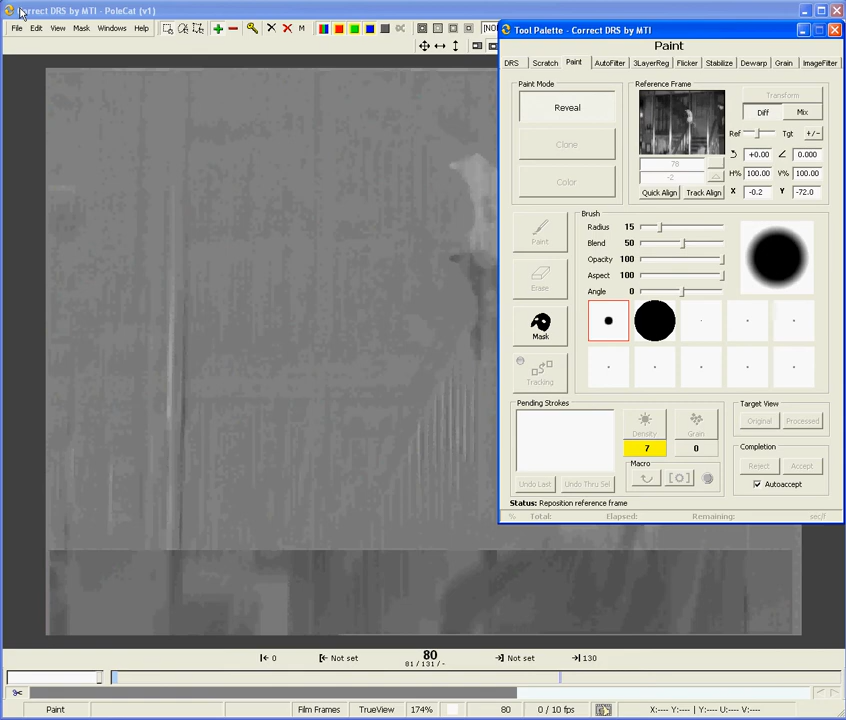 Correct DRS by MTI - PoleCat (v1)
File Edit View Mask Windows Help
M
Tool Palette - Correct DRS by MTI
Paint
DRS Scratch Paint AutoFilter 3LayerReg Flicker Stabilize Dewarp Grain ImageFilter
Paint Mode
Reveal
Clone
Color
Reference Frame
78
-2
Quick Align Track Align
Transform
Diff Mix
Ref Tgt +/-
+0.00 0.000
H% 100.00 V% 100.00
X -0.2 Y -72.0
Paint
Erase
Mask
Tracking
Brush
Radius 15
Blend 50
Opacity 100
Aspect 100
Angle 0
Pending Strokes
Undo Last Undo Thru Sel
Density
7
Grain
0
Macro
Target View
Original Processed
Completion
Reject Accept
Autoaccept
Status: Reposition reference frame
% Total: Elapsed: Remaining: sec/f
0 Not set 80 Not set 130
81 / 131 / -
Paint Film Frames TrueView 174% 80 0 / 10 fps X:---- Y:---- | Y:---- U:---- V:----